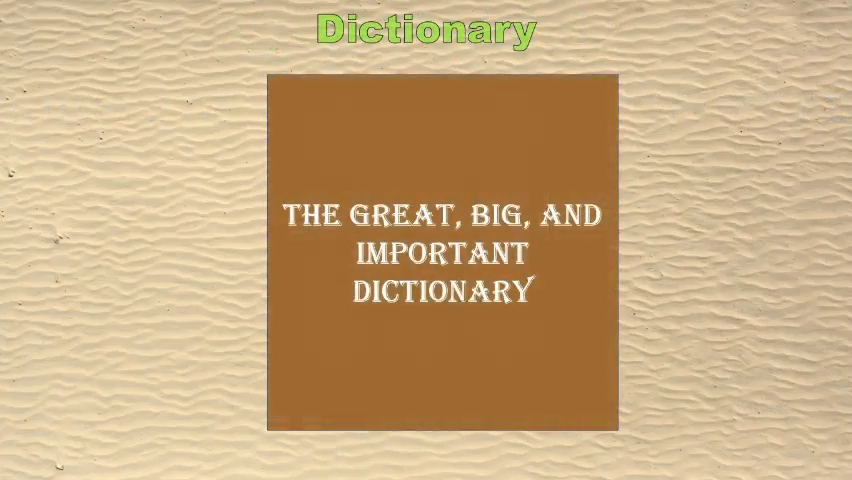 Dictionary
THE GREAT, BIG, AND
IMPORTANT
DICTIONARY